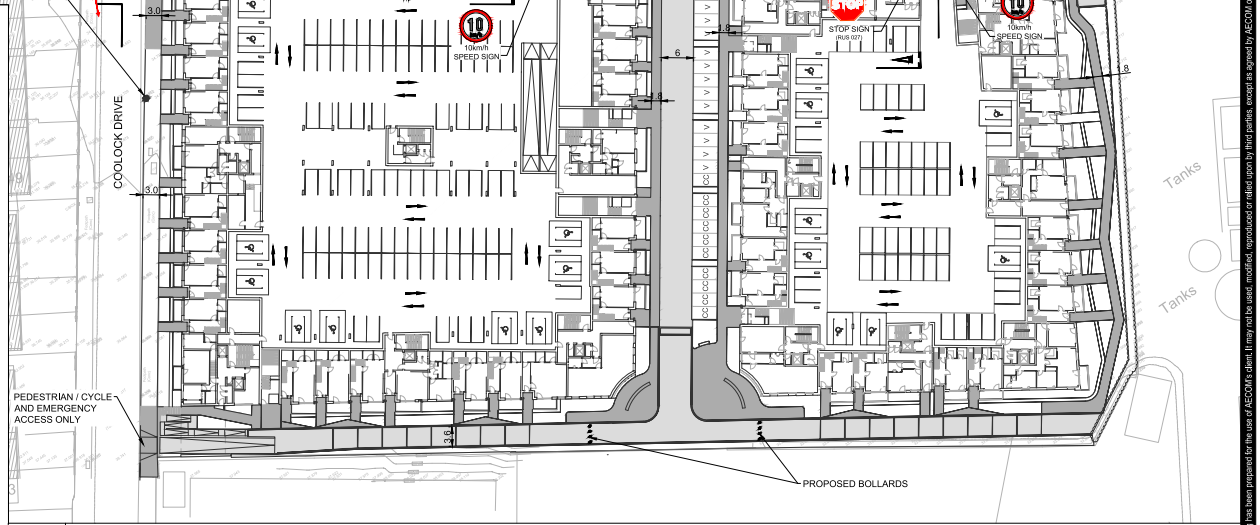 3.0
10
km/h
10km/h
SPEED SIGN
STOP SIGN
(RUS 027)
10
km/h
10km/h
SPEED SIGN
1.8
6
1.8
COOLOCK DRIVE
3.0
Tanks
Tanks
PEDESTRIAN / CYCLE
AND EMERGENCY
ACCESS ONLY
3.6
PROPOSED BOLLARDS
has been prepared for the use of AECOM's client. It may not be used, modified, reproduced or relied upon by third parties, except as agreed by AECOM